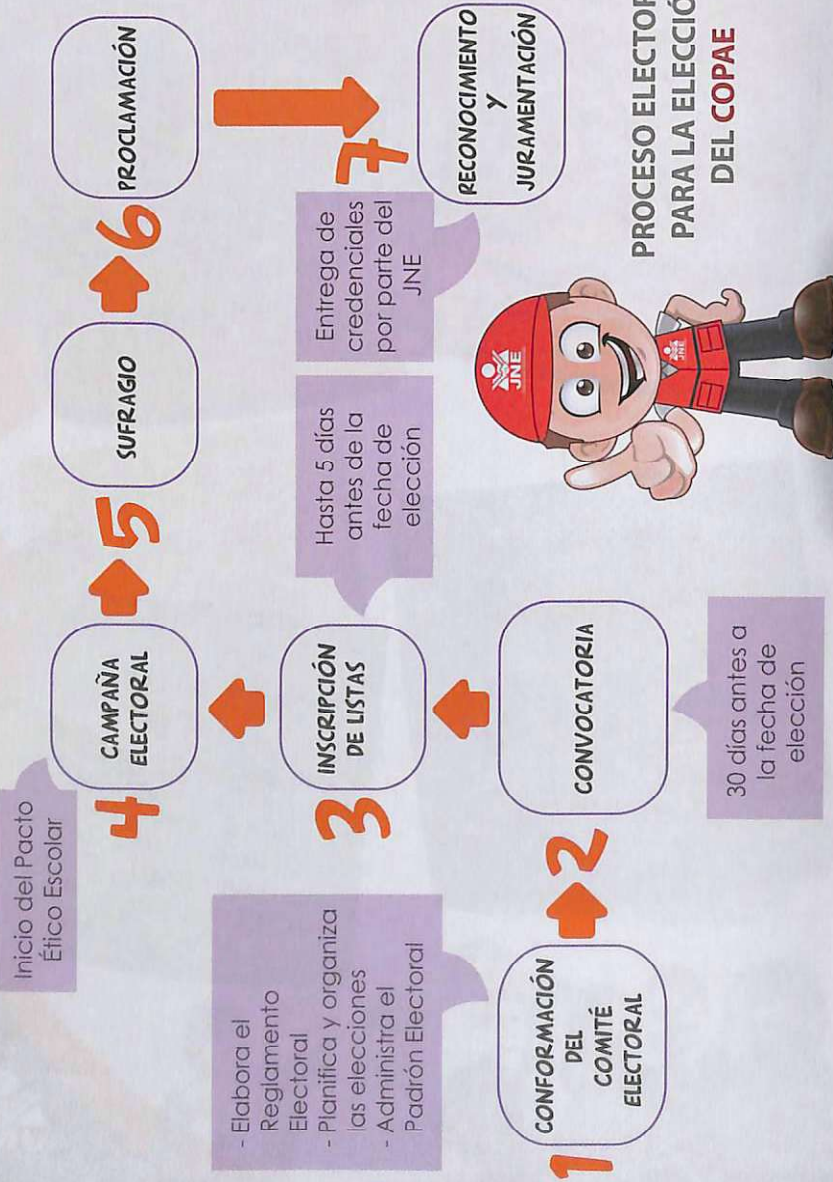 1
CONFORMACIÓN
DEL
COMITÉ
ELECTORAL
- Elabora el
Reglamento
Electoral
- Planifica y organiza
las elecciones
- Administra el
Padrón Electoral
2
CONVOCATORIA
30 días antes a
la fecha de
elección
3
INSCRIPCIÓN
DE LISTAS
Hasta 5 días
antes de la
fecha de
elección
4
CAMPAÑA
ELECTORAL
Inicio del Pacto
Ético Escolar
5
SUFRAGIO
6
PROCLAMACIÓN
7
RECONOCIMIENTO
Y
JURAMENTACIÓN
Entrega de
credenciales
por parte del
JNE
JNE
JNE
PROCESO ELECTOR
PARA LA ELECCIÓ
DEL COPAE